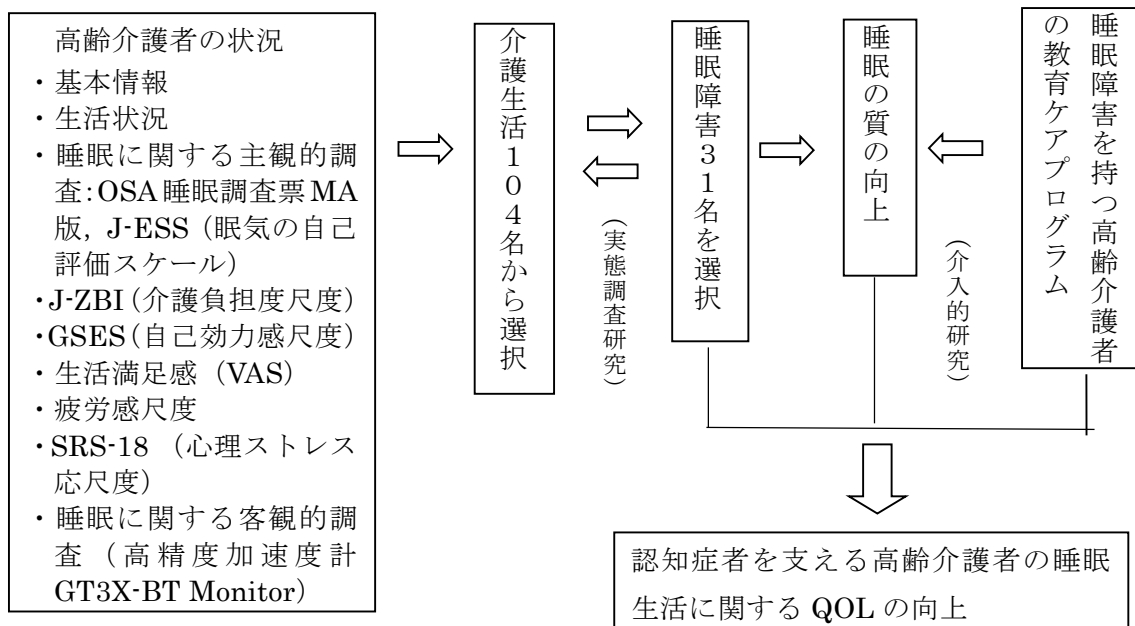 高齢介護者の状況
・基本情報
・生活状況
・睡眠に関する主観的調
査：OSA 睡眠調査票 MA
版，J-ESS（眠気の自己
評価スケール）
・J-ZBI（介護負担度尺度）
・GSES（自己効力感尺度）
・生活満足感（VAS）
・疲労感尺度
・SRS-18 （心理ストレス
応尺度）
・睡眠に関する客観的調
査（高精度加速度計
GT3X-BT Monitor）
介護生活１０４名から選択
（実態調査研究）
睡眠障害３１名を選択
睡眠の質の向上
（介入的研究）
睡眠障害を持つ高齢介護者
の教育ケアプログラム
認知症者を支える高齢介護者の睡眠
生活に関する QOL の向上